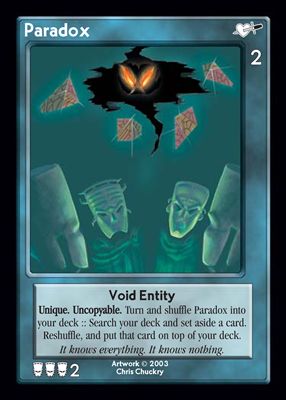 Paradox
2
Void Entity
Unique. Uncopyable. Turn and shuffle Paradox into
your deck :: Search your deck and set aside a card.
Reshuffle, and put that card on top of your deck.
It knows everything. It knows nothing.
2
Artwork © 2003
Chris Chuckry